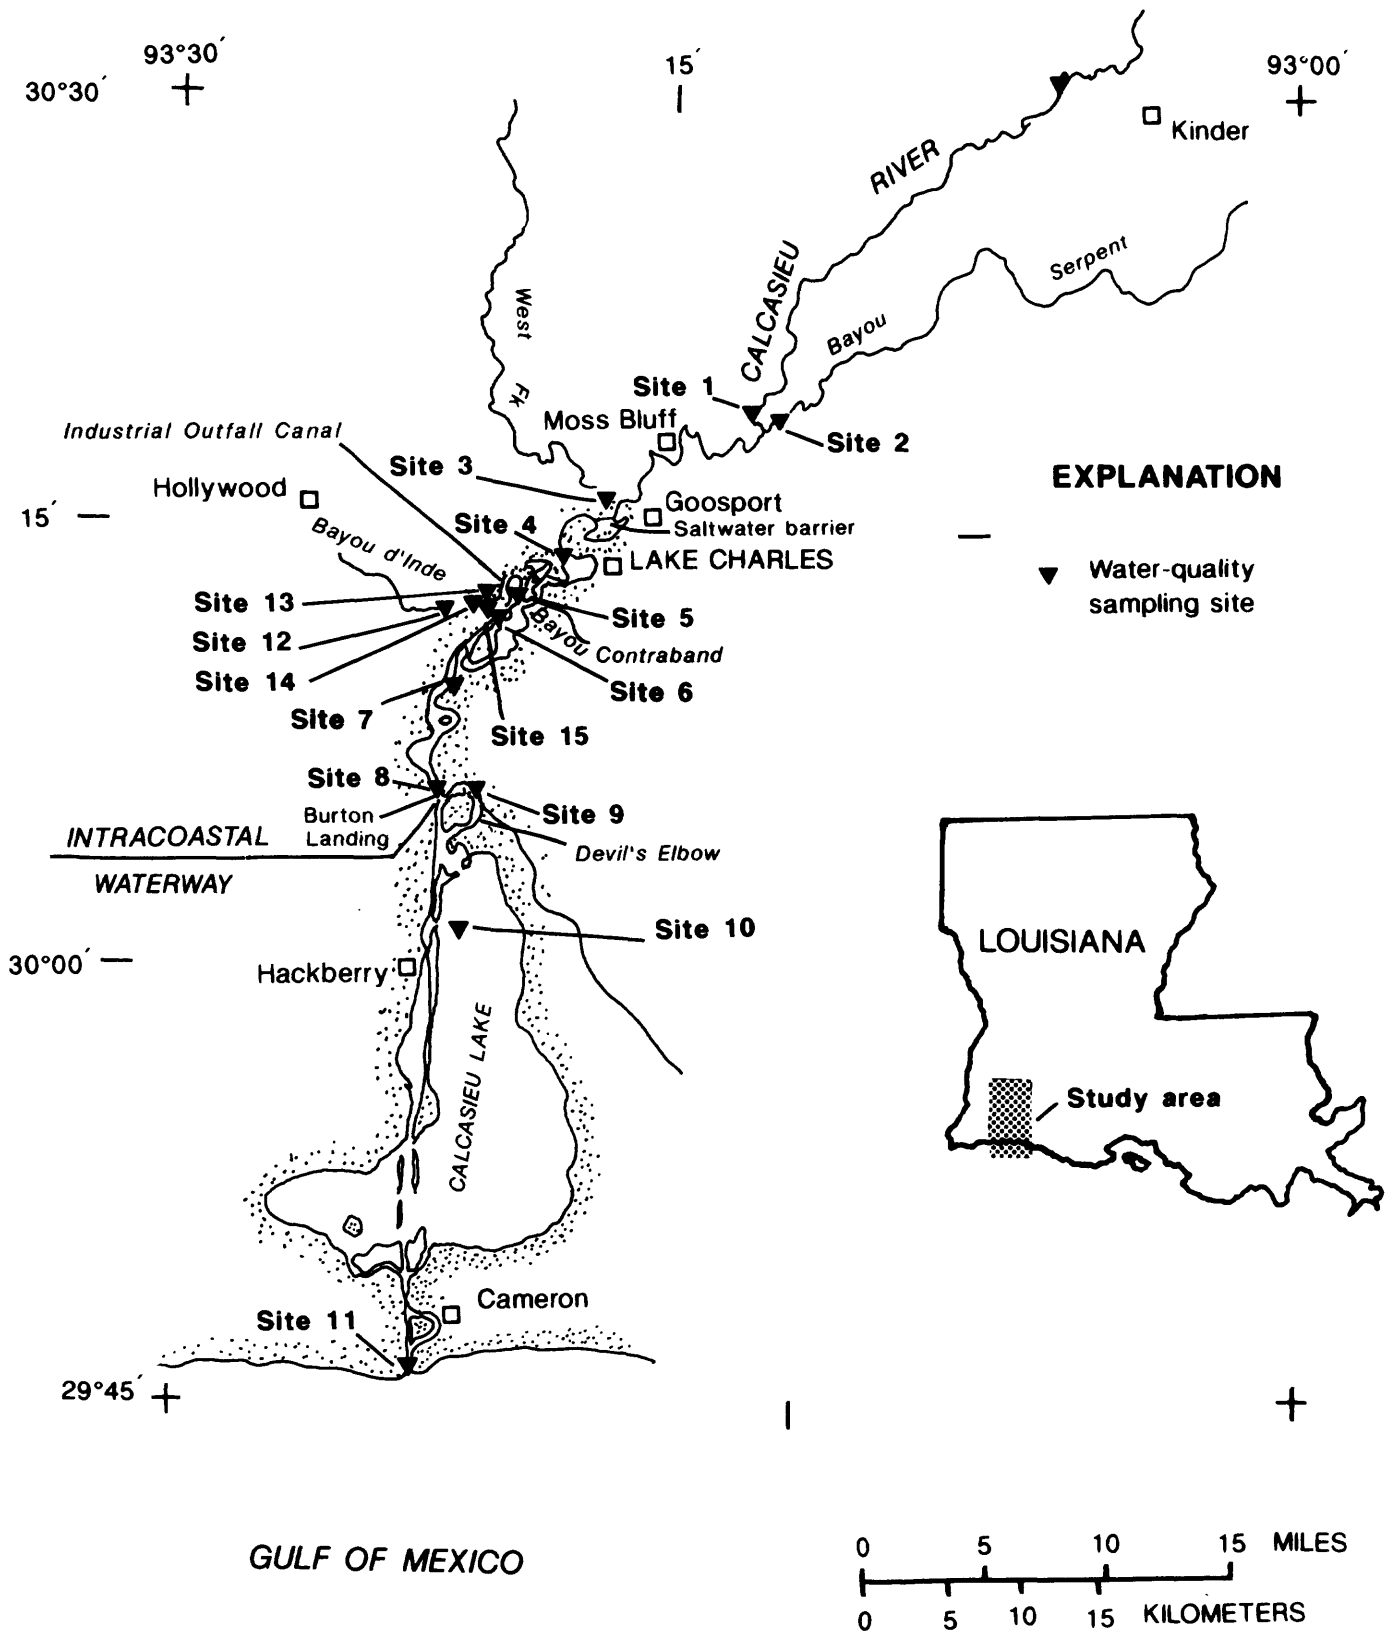 93°30′
15′
93°00′
30°30′
Kinder
RIVER
CALCASIEU
Serpent
Bayou
West
Fk
Site 1
Moss Bluff
Site 2
Industrial Outfall Canal
Site 3
Hollywood
Goosport
15′
Saltwater barrier
Site 4
LAKE CHARLES
Bayou d'Inde
EXPLANATION
Water-quality
sampling site
Site 13
Site 5
Site 12
Bayou Contraband
Site 14
Site 6
Site 7
Site 15
Site 8
Burton
Landing
Site 9
Devil's Elbow
INTRACOASTAL
WATERWAY
Site 10
30°00′
Hackberry
CALCASIEU LAKE
LOUISIANA
Study area
Cameron
Site 11
29°45′
GULF OF MEXICO
0 5 10 15 MILES
0 5 10 15 KILOMETERS